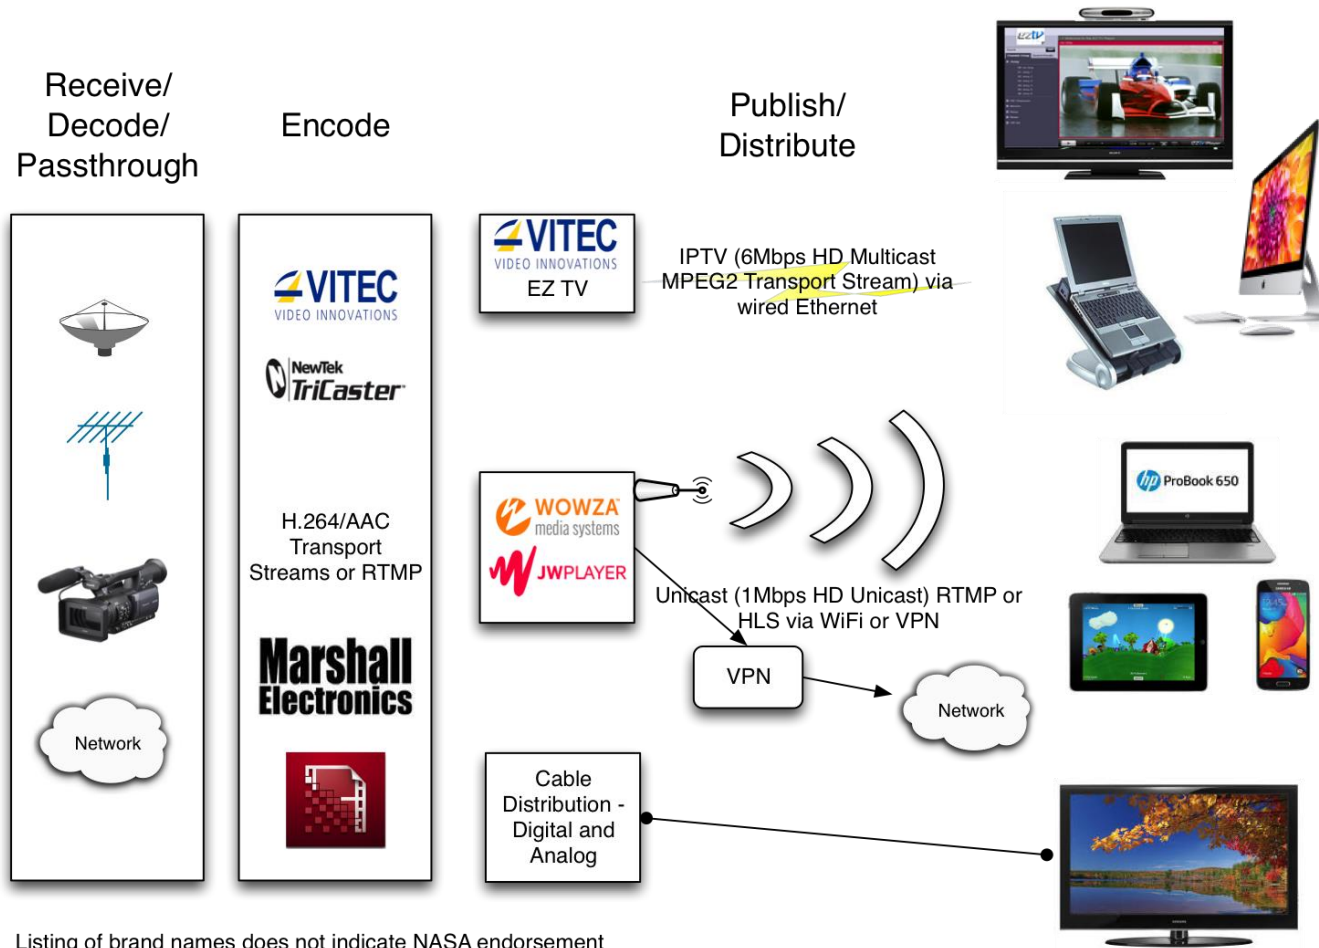 Receive/
Decode/
Passthrough
Encode
Publish/
Distribute
EZTV
VITEC
VIDEO INNOVATIONS
NewTek
TriCaster
H.264/AAC
Transport
Streams or RTMP
Marshall
Electronics
Network
VITEC
VIDEO INNOVATIONS
EZ TV
IPTV (6Mbps HD Multicast
MPEG2 Transport Stream) via
wired Ethernet
WOWZA
media systems
JWPLAYER
Unicast (1Mbps HD Unicast) RTMP or
HLS via WiFi or VPN
VPN
Network
hp ProBook 650
Cable
Distribution -
Digital and
Analog
Listing of brand names does not indicate NASA endorsement